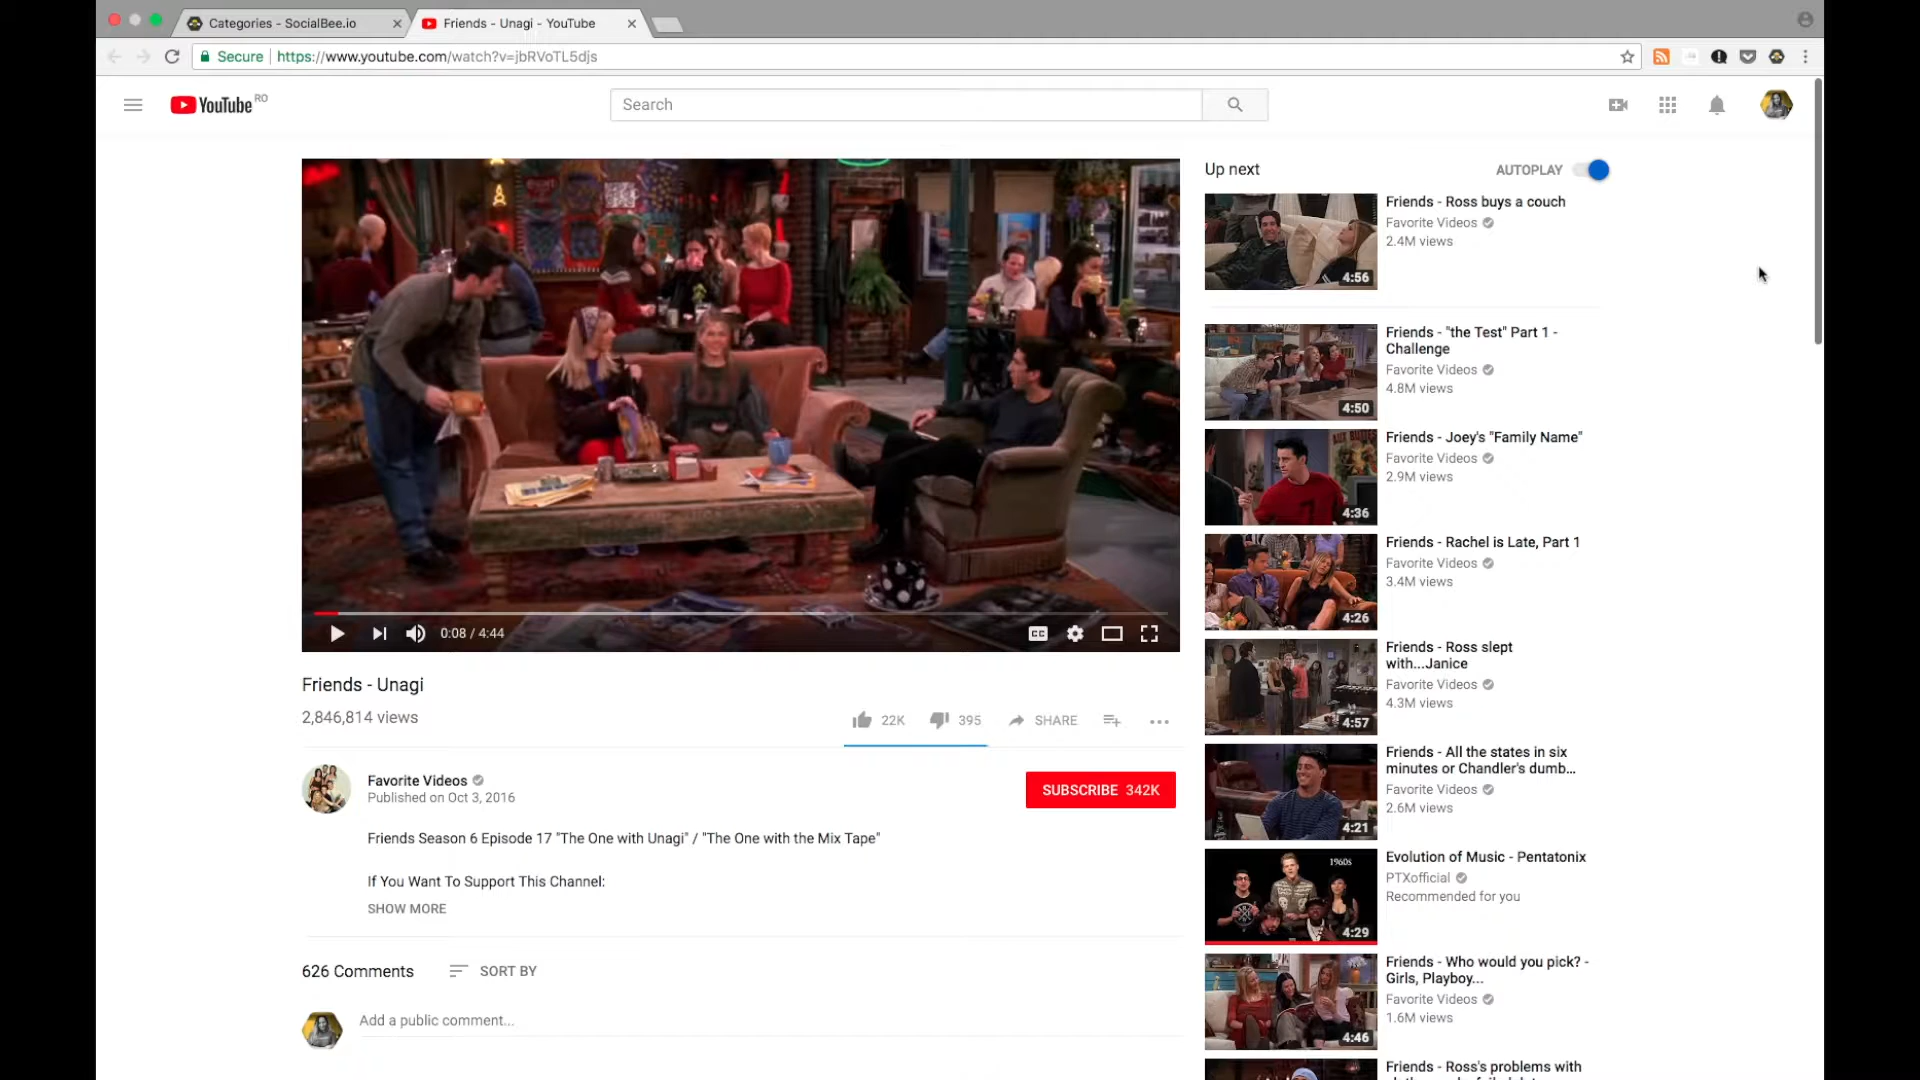 Categories - SocialBee.io
Friends - Unagi - YouTube
Secure
https://www.youtube.com/watch?v=jbRVoTL5djs
YouTube RO
Search
Up next
AUTOPLAY
Friends - Ross buys a couch
Favorite Videos
2.4M views
4:56
Friends - "the Test" Part 1 -
Challenge
Favorite Videos
4.8M views
4:50
Friends - Joey's "Family Name"
Favorite Videos
2.9M views
4:36
Friends - Rachel is Late, Part 1
Favorite Videos
3.4M views
4:26
Friends - Ross slept
with...Janice
Favorite Videos
4.3M views
4:57
Friends - All the states in six
minutes or Chandler's dumb...
Favorite Videos
2.6M views
4:21
Evolution of Music - Pentatonix
PTXofficial
Recommended for you
1960s
4:29
Friends - Who would you pick? -
Girls, Playboy...
Favorite Videos
1.6M views
4:46
Friends - Ross's problems with
0:08 / 4:44
CC
Friends - Unagi
2,846,814 views
22K
395
SHARE
Favorite Videos
Published on Oct 3, 2016
SUBSCRIBE 342K
Friends Season 6 Episode 17 "The One with Unagi" / "The One with the Mix Tape"
If You Want To Support This Channel:
SHOW MORE
626 Comments
SORT BY
Add a public comment...